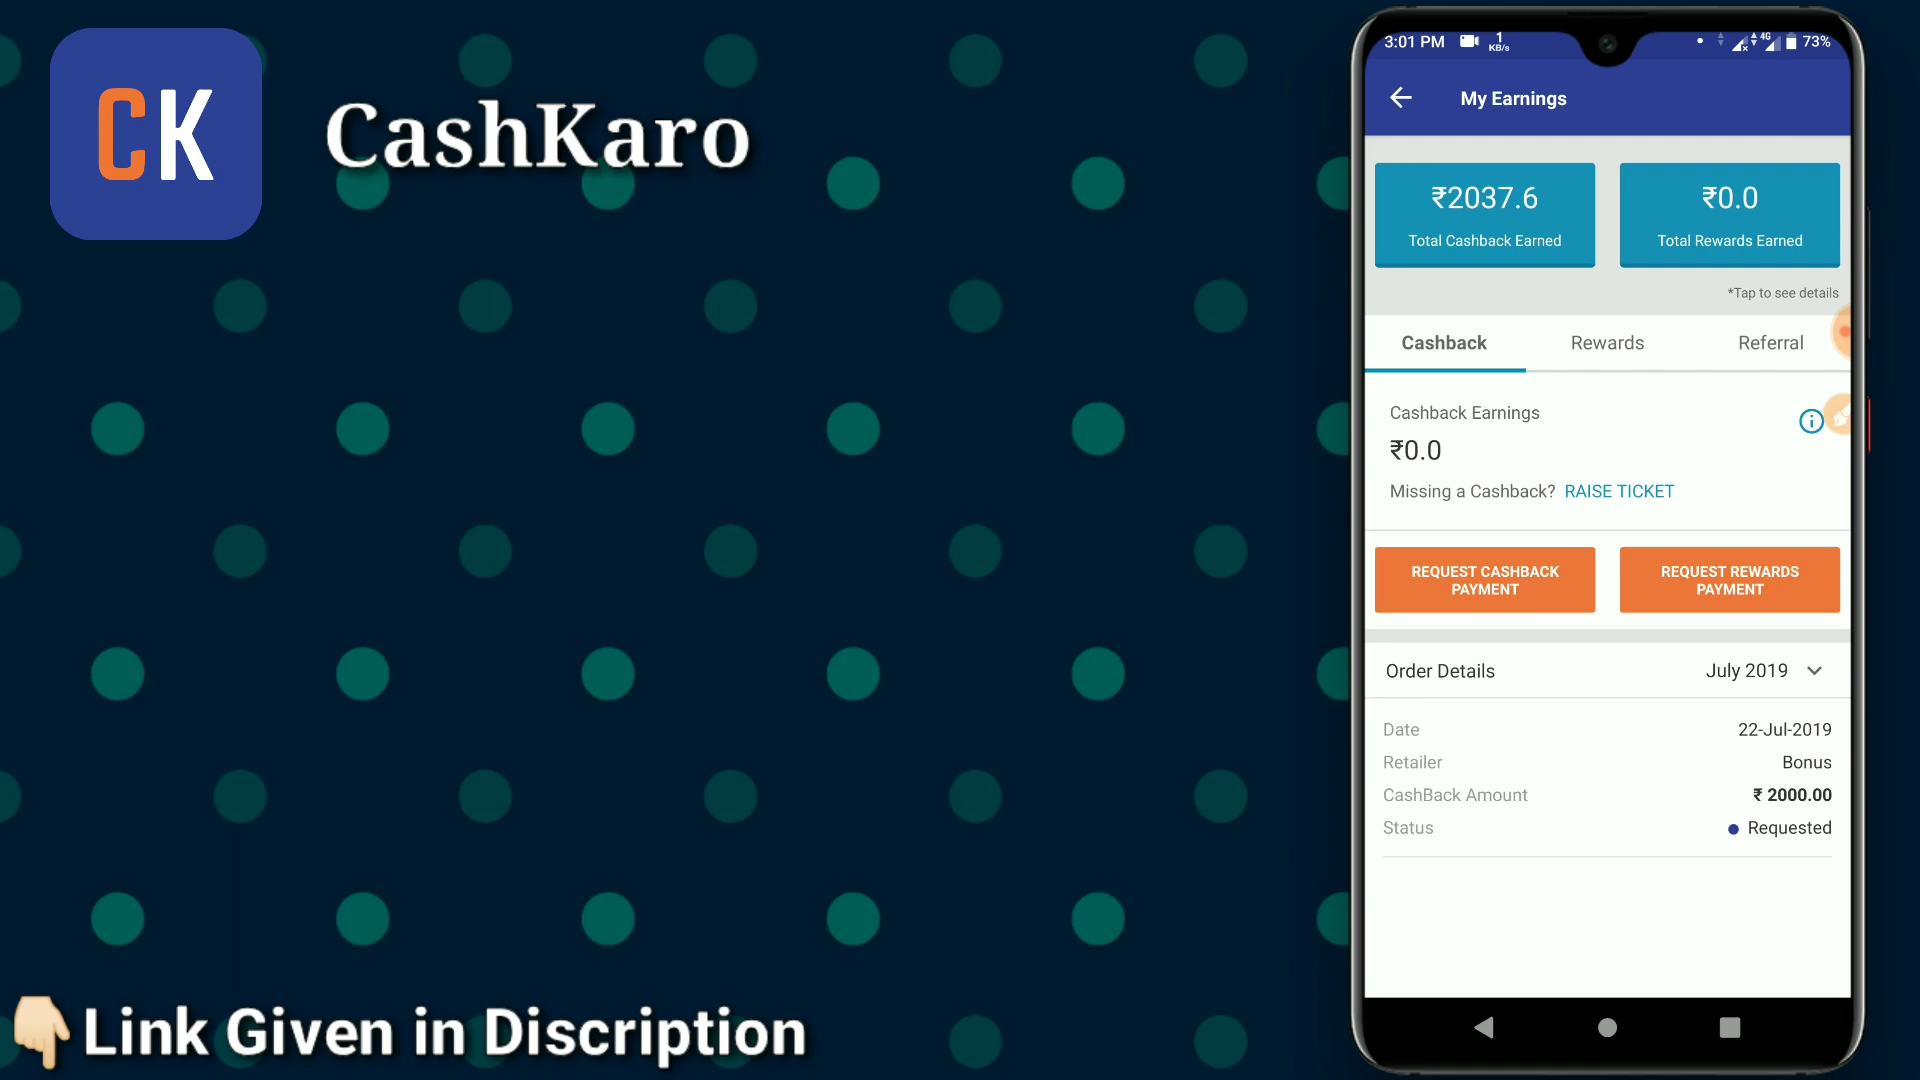 CK
CashKaro
3:01 PM 1 KB/s 4G 73%
My Earnings
₹2037.6
Total Cashback Earned
₹0.0
Total Rewards Earned
*Tap to see details
Cashback Rewards Referral
Cashback Earnings
₹0.0
Missing a Cashback? RAISE TICKET
REQUEST CASHBACK
PAYMENT
REQUEST REWARDS
PAYMENT
Order Details July 2019
Date 22-Jul-2019
Retailer Bonus
CashBack Amount ₹ 2000.00
Status Requested
Link Given in Discription